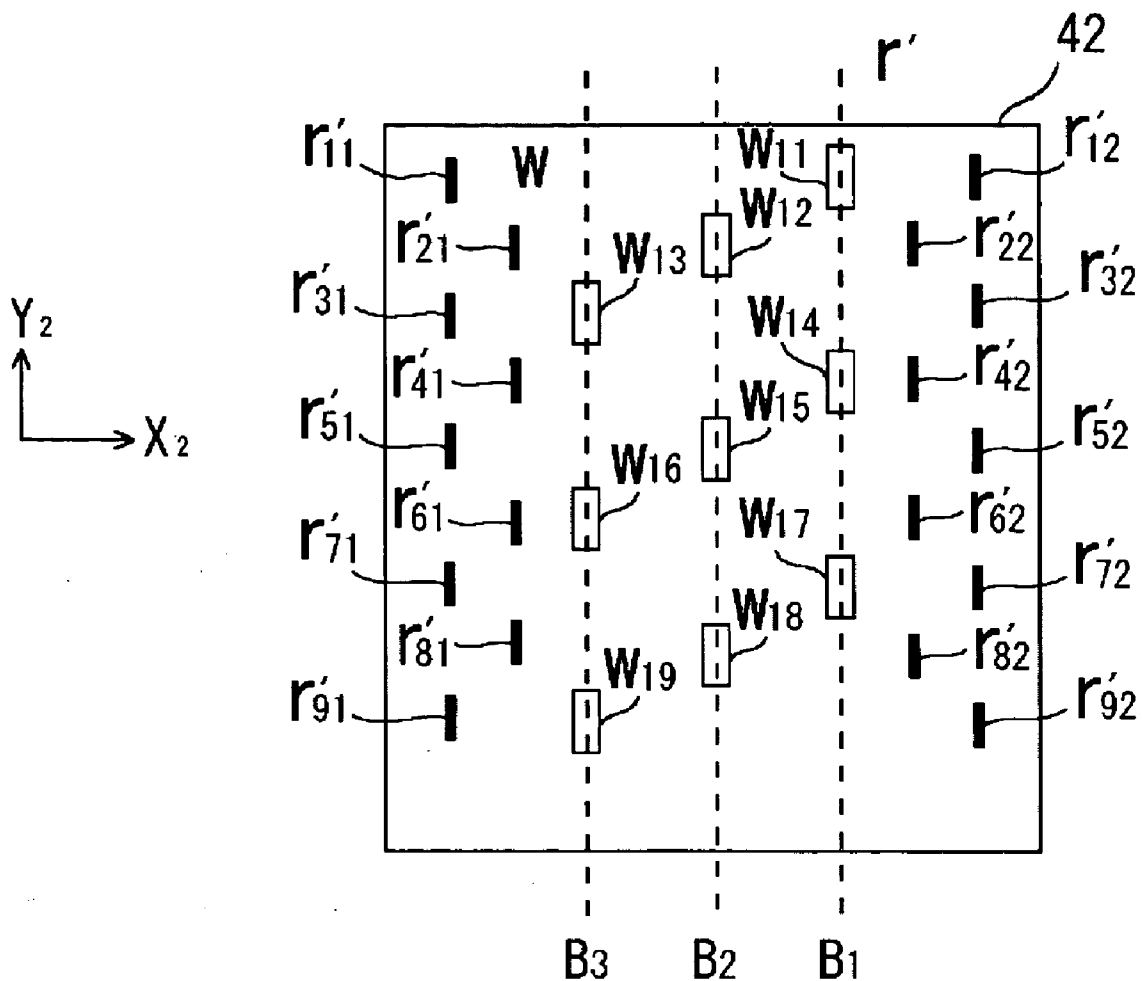 r′ 42
r′11 W W11 r′12
r′21 W12 r′22
r′31 W13 r′32
Y2 W14
r′41 r′42
X2 r′51 W15 r′52
W16
r′61 W17 r′62
r′71 r′72
r′81 W18 r′82
r′91 W19 r′92
B3 B2 B1